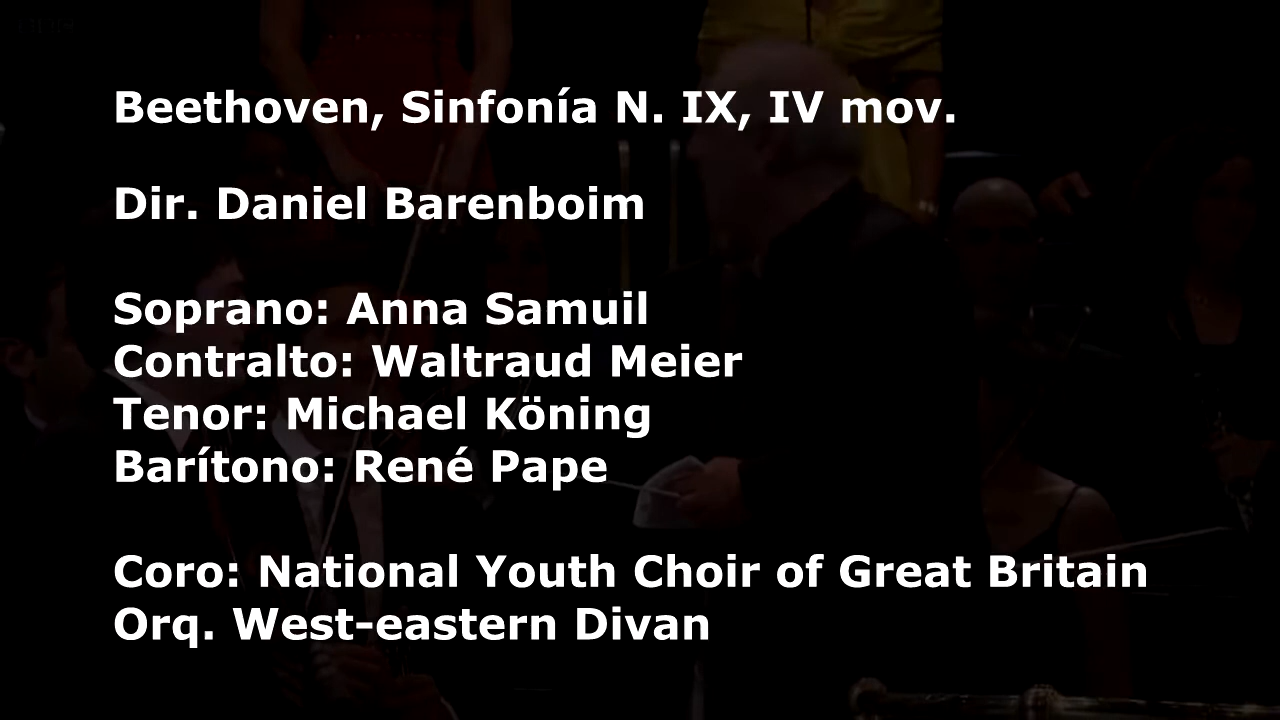 Beethoven, Sinfonía N. IX, IV mov.
Dir. Daniel Barenboim
Soprano: Anna Samuil
Contralto: Waltraud Meier
Tenor: Michael Köning
Barítono: René Pape
Coro: National Youth Choir of Great Britain
Orq. West-eastern Divan